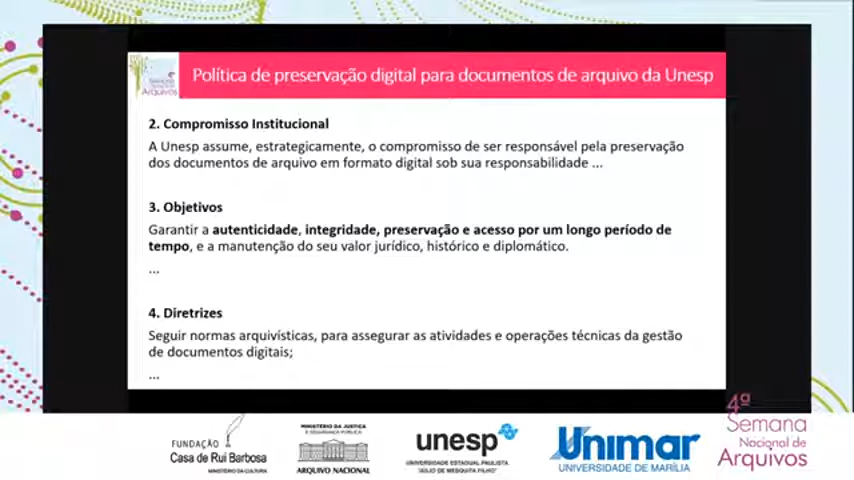 Semana
Nacional de
Arquivos
Política de preservação digital para documentos de arquivo da Unesp
2. Compromisso Institucional
A Unesp assume, estrategicamente, o compromisso de ser responsável pela preservação
dos documentos de arquivo em formato digital sob sua responsabilidade ...
3. Objetivos
Garantir a autenticidade, integridade, preservação e acesso por um longo período de
tempo, e a manutenção do seu valor jurídico, histórico e diplomático.
...
4. Diretrizes
Seguir normas arquivísticas, para assegurar as atividades e operações técnicas da gestão
de documentos digitais;
...
FUNDAÇÃO
Casa de Rui Barbosa
MINISTÉRIO DA CULTURA
MINISTÉRIO DA JUSTIÇA
E SEGURANÇA PÚBLICA
ARQUIVO NACIONAL
unesp
UNIVERSIDADE ESTADUAL PAULISTA
"JÚLIO DE MESQUITA FILHO"
Unimar
UNIVERSIDADE DE MARÍLIA
4ª
Semana
Nacional de
Arquivos